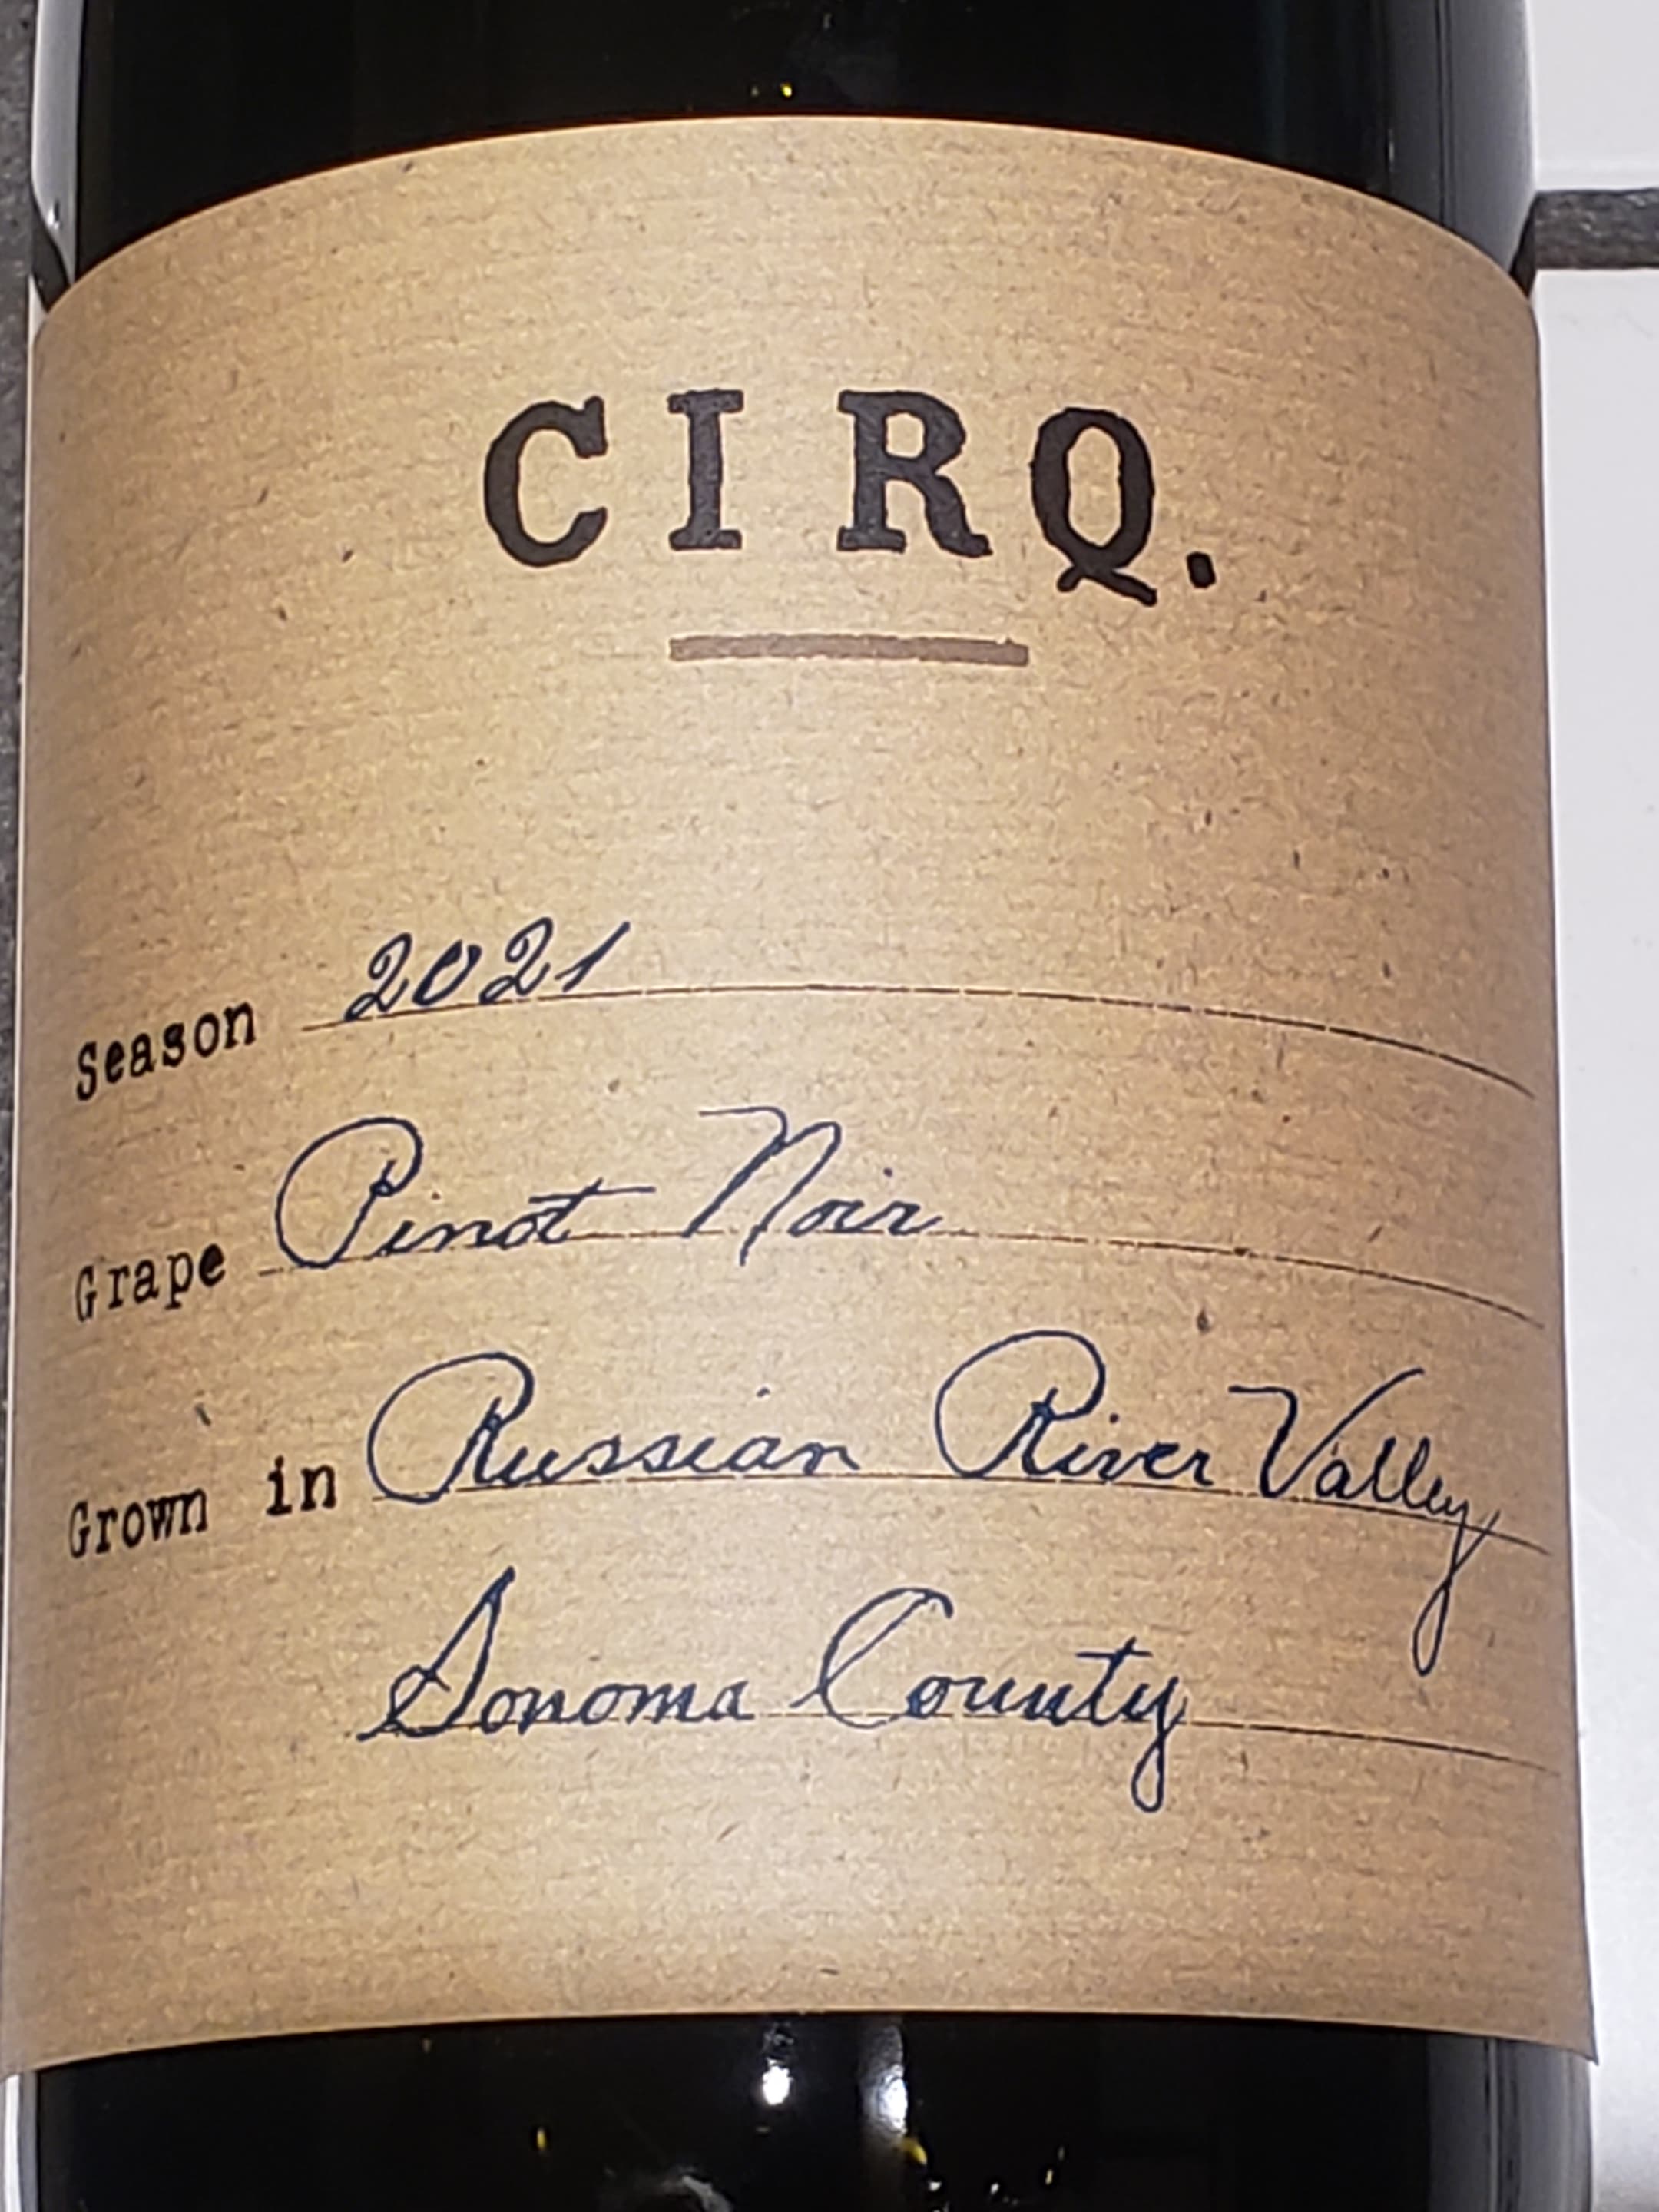 CIRQ.
Season 2021
Grape Pinot Noir
Grown in Russian River Valley
Sonoma County